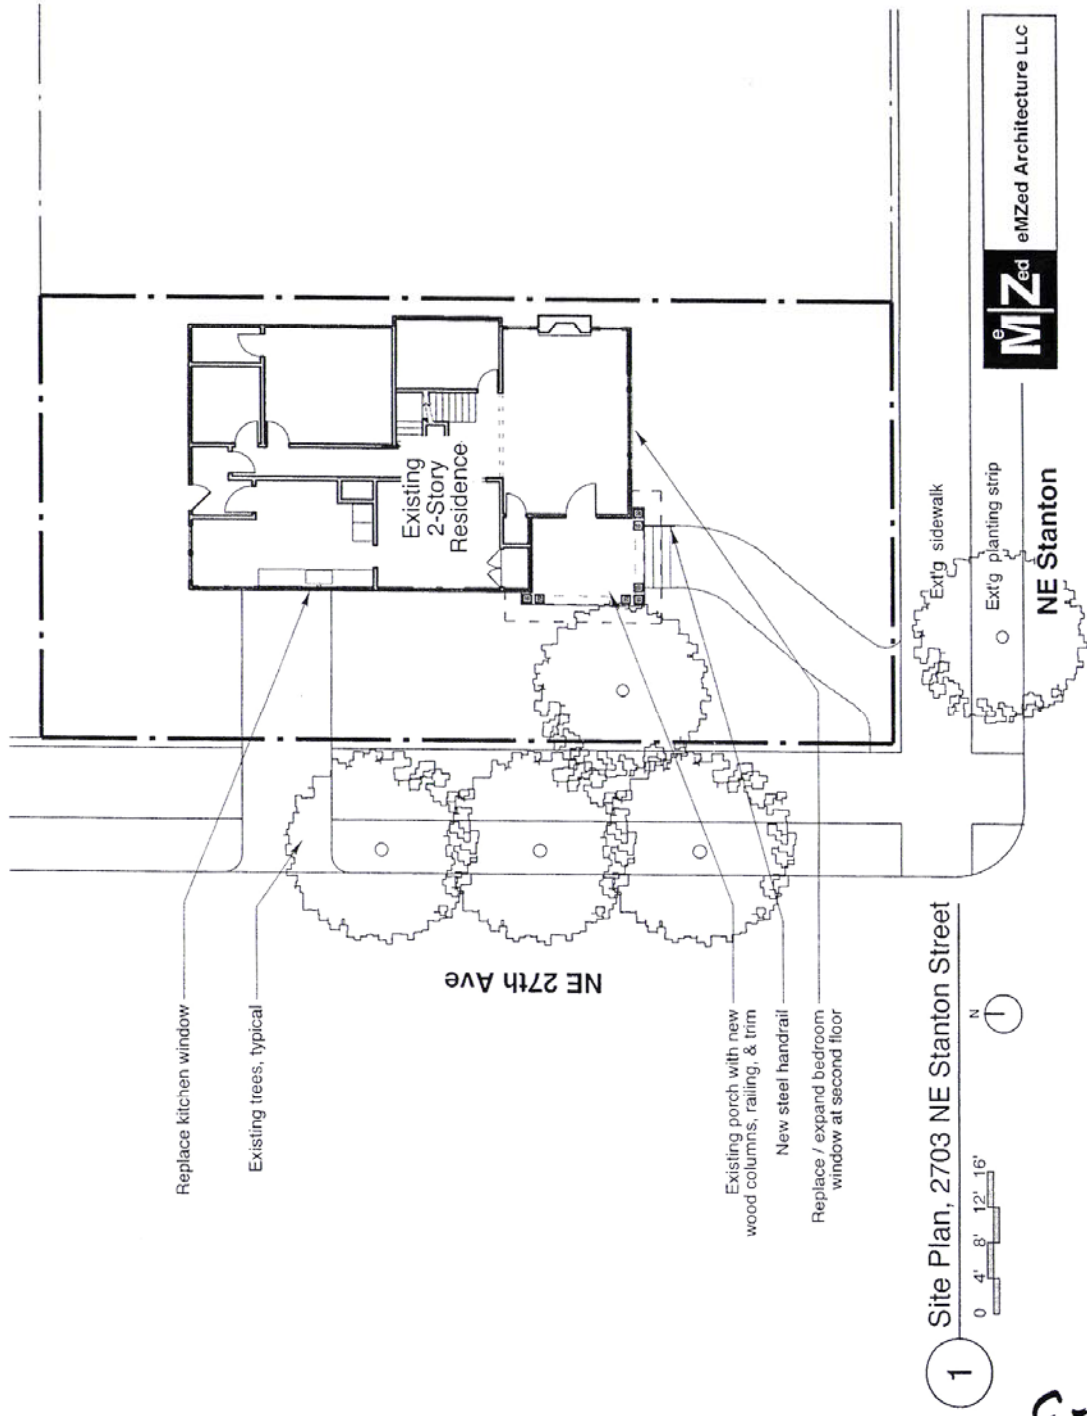 Replace kitchen window
Existing trees, typical
Existing
2-Story
Residence
NE 27th Ave
Existing porch with new
wood columns, railing, & trim
New steel handrail
Replace / expand bedroom
window at second floor
Ext'g sidewalk
Ext'g planting strip
NE Stanton
1
Site Plan, 2703 NE Stanton Street
0 4' 8' 12' 16'
N
eMZed
eMZed Architecture LLC